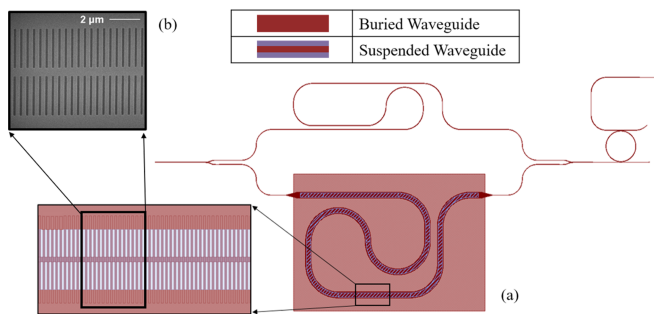 2 µm
(b)
Buried Waveguide
Suspended Waveguide
(a)